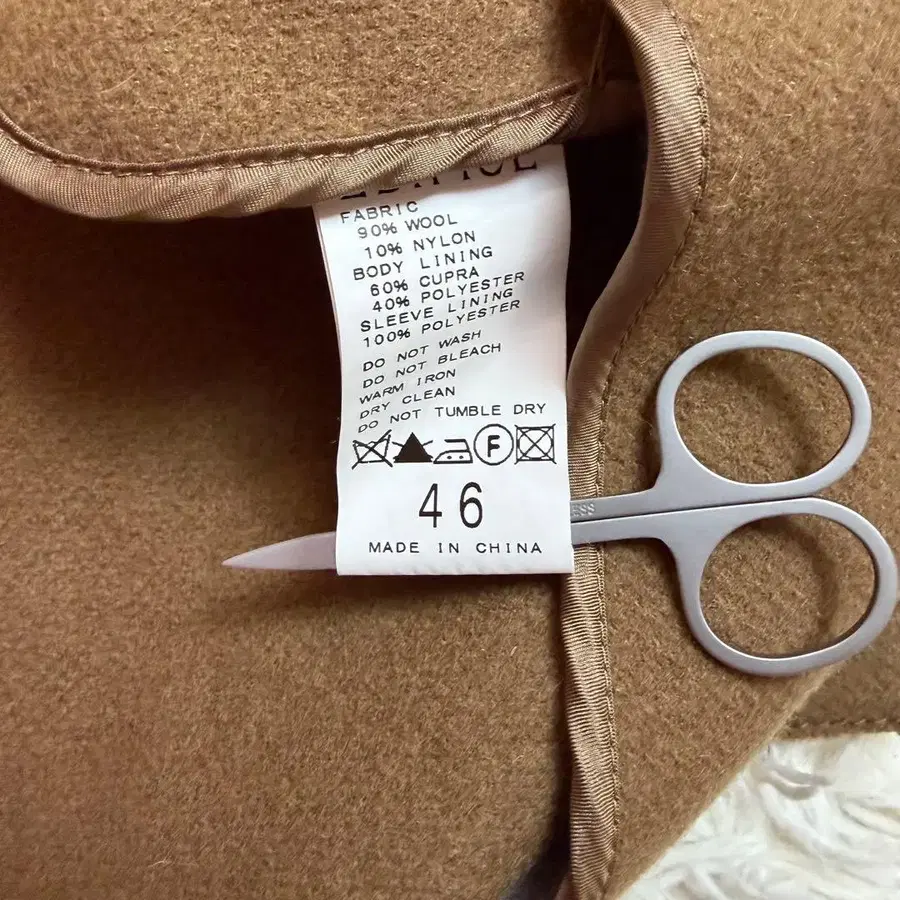 FABRIC
90% WOOL
10% NYLON
BODY LINING
60% CUPRA
40% POLYESTER
SLEEVE LINING
100% POLYESTER
DO NOT WASH
DO NOT BLEACH
WARM IRON
DRY CLEAN
DO NOT TUMBLE DRY
F
46
MADE IN CHINA